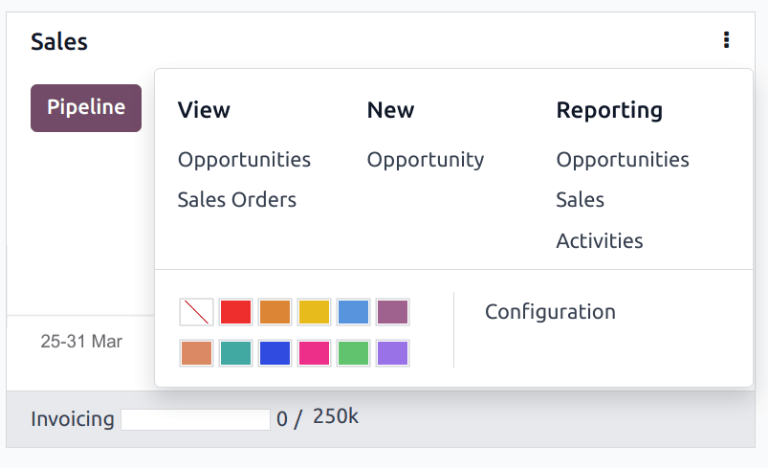 Sales
Pipeline
View New Reporting
Opportunities Opportunity Opportunities
Sales Orders Sales
Activities
Configuration
25-31 Mar
Invoicing 0 / 250k